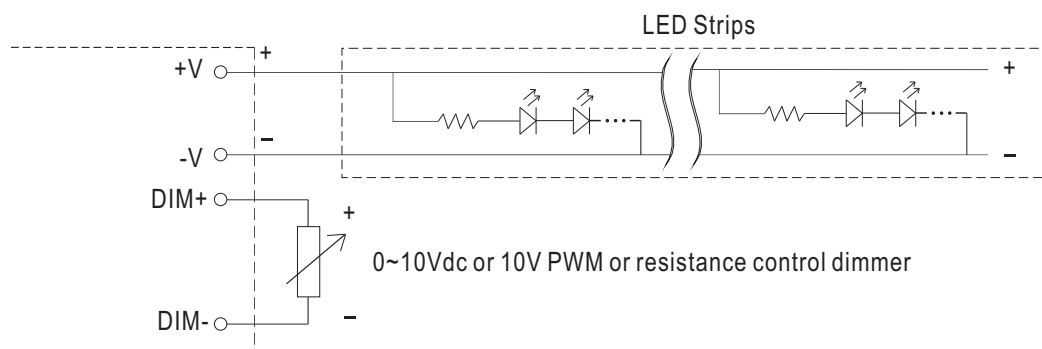 LED Strips
+
+V
+
-
-V
-
DIM+
+
0~10Vdc or 10V PWM or resistance control dimmer
DIM-
-